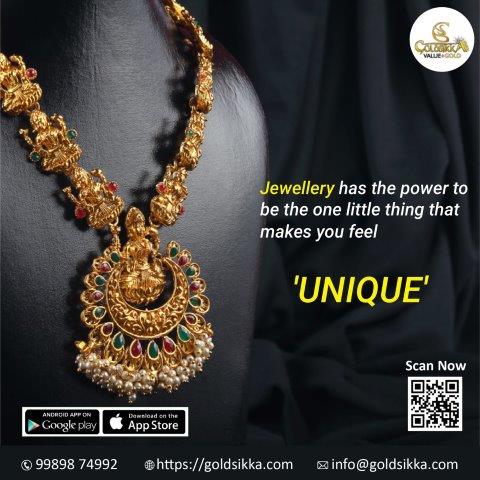 GOLDSIKKA
VALUE+GOLD
Jewellery has the power to
be the one little thing that
makes you feel
'UNIQUE'
Scan Now
ANDROID APP ON
Google play
Download on the
App Store
99898 74992
https://goldsikka.com
info@goldsikka.com